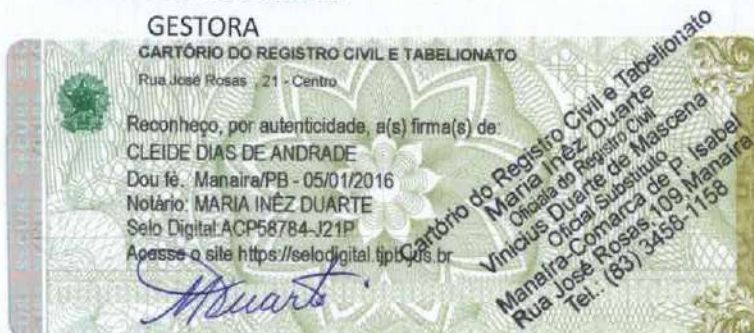 GESTORA
CARTÓRIO DO REGISTRO CIVIL E TABELIONATO
Rua José Rosas , 21 - Centro
Reconheço, por autenticidade, a(s) firma(s) de:
CLEIDE DIAS DE ANDRADE
Dou fé. Manaira/PB - 05/01/2016
Notário: MARIA INÊZ DUARTE
Selo Digital:ACP58784-J21P
Acesse o site https://selodigital.tjpb.jus.br
MDuarte
Cartório do Registro Civil e Tabelionato
Maria Inêz Duarte
Oficiala do Registro Civil
Vinicius Duarte de Mascena
Oficial Substituto
Manaira-Comarca de P. Isabel
Rua José Rosas, 109, Manaira
Tel.: (83) 3458-1158